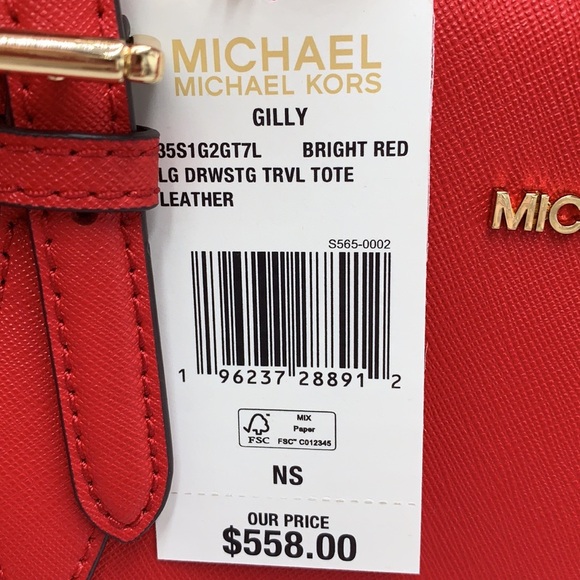 MICHAEL
MICHAEL KORS
GILLY
35S1G2GT7L BRIGHT RED
LG DRWSTG TRVL TOTE
LEATHER
S565-0002
1 96237 28891 2
FSC
MIX
Paper
FSC™ C012345
NS
OUR PRICE
$558.00
MIC